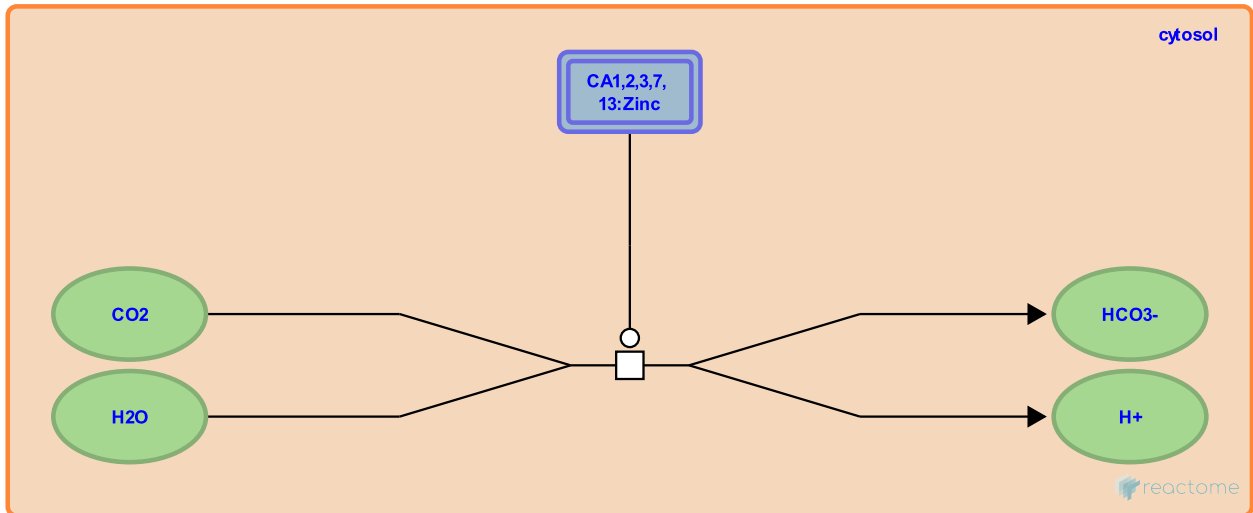 cytosol
CA1,2,3,7,
13:Zinc
CO2
HCO3-
H2O
H+
reactome